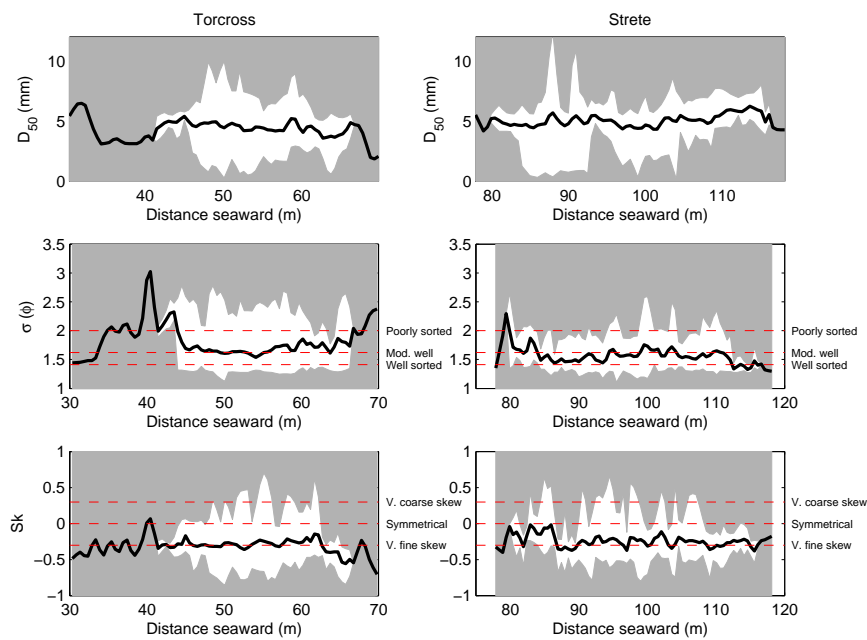 Torcross
Strete
D50 (mm)
10
5
0
40 50 60
Distance seaward (m)
D50 (mm)
10
5
0
80 90 100 110
Distance seaward (m)
σ (ϕ)
3.5
3
2.5
2
1.5
1
Poorly sorted
Mod. well
Well sorted
30 40 50 60 70
Distance seaward (m)
3.5
3
2.5
2
1.5
1
Poorly sorted
Mod. well
Well sorted
80 90 100 110 120
Distance seaward (m)
Sk
1
0.5
0
−0.5
−1
V. coarse skew
Symmetrical
V. fine skew
30 40 50 60 70
Distance seaward (m)
1
0.5
0
−0.5
−1
V. coarse skew
Symmetrical
V. fine skew
80 90 100 110 120
Distance seaward (m)